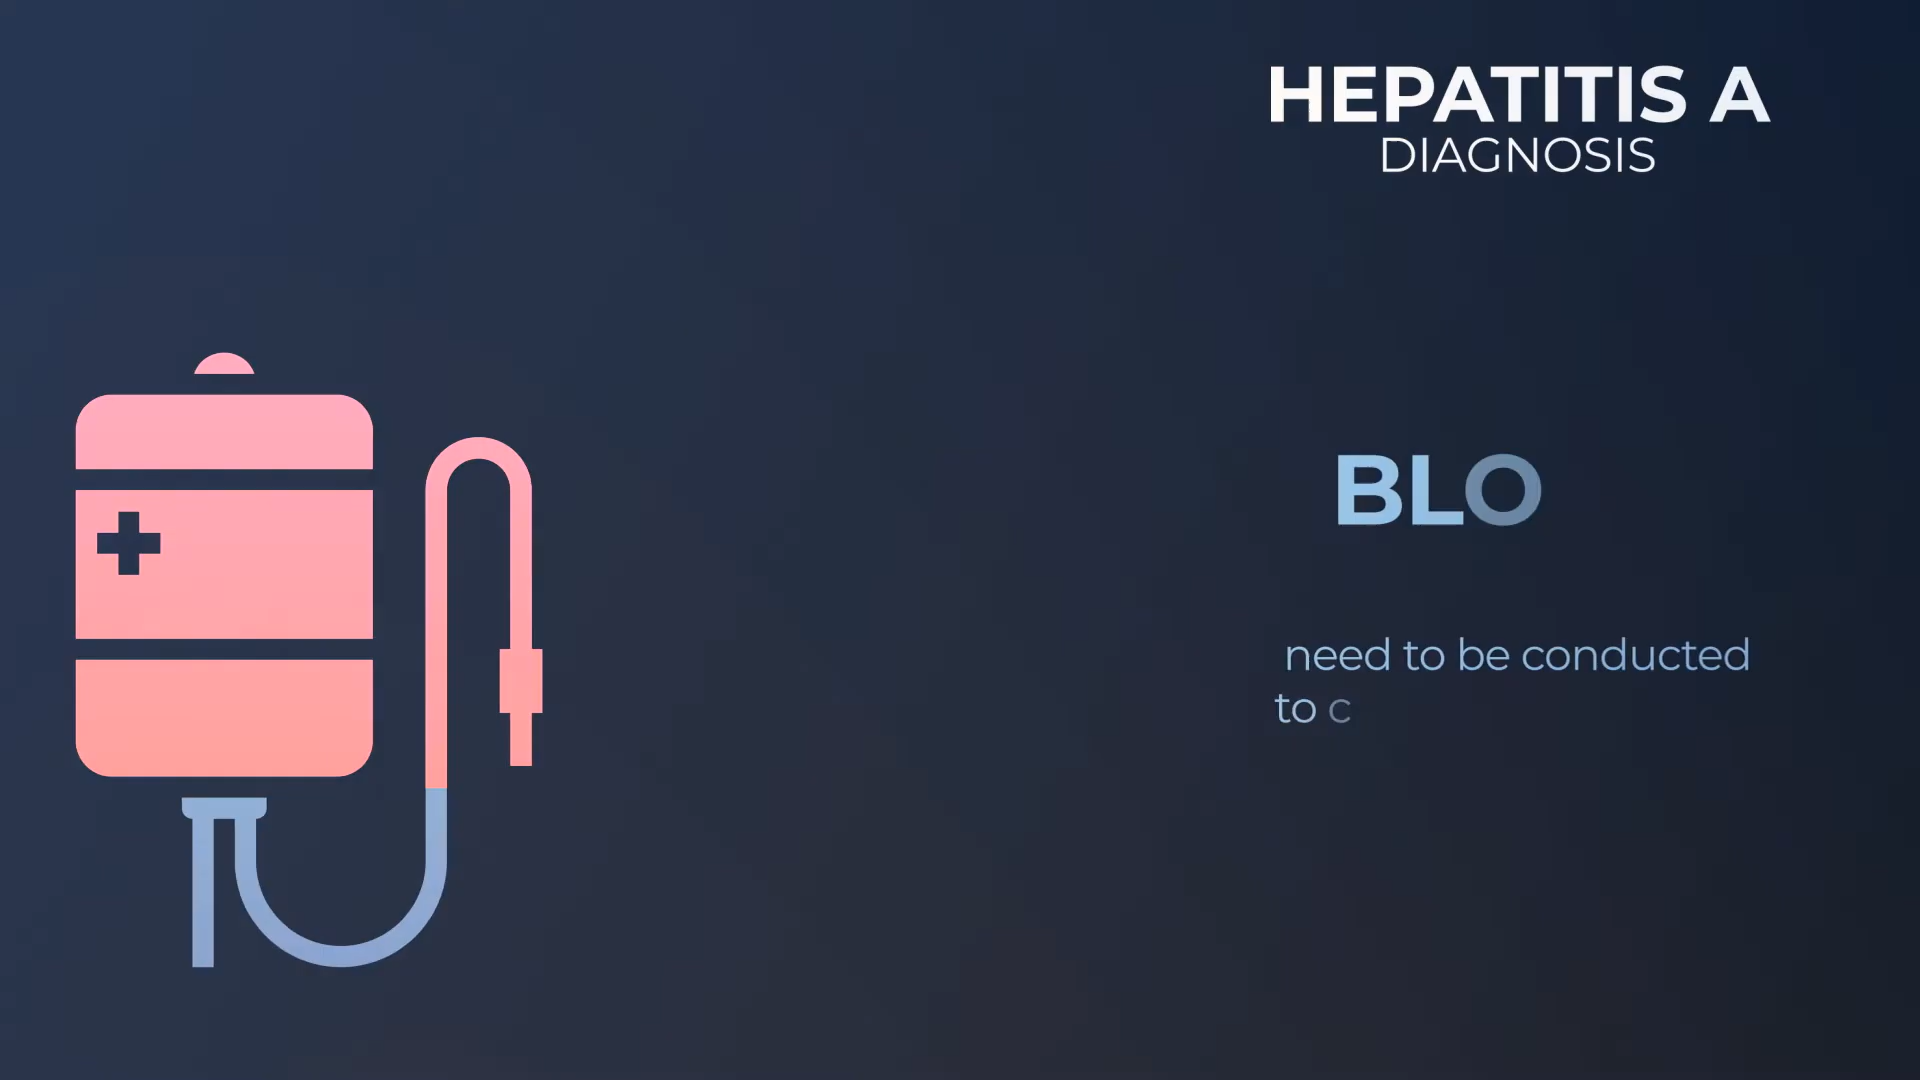 HEPATITIS A
DIAGNOSIS
BLO
need to be conducted
to c